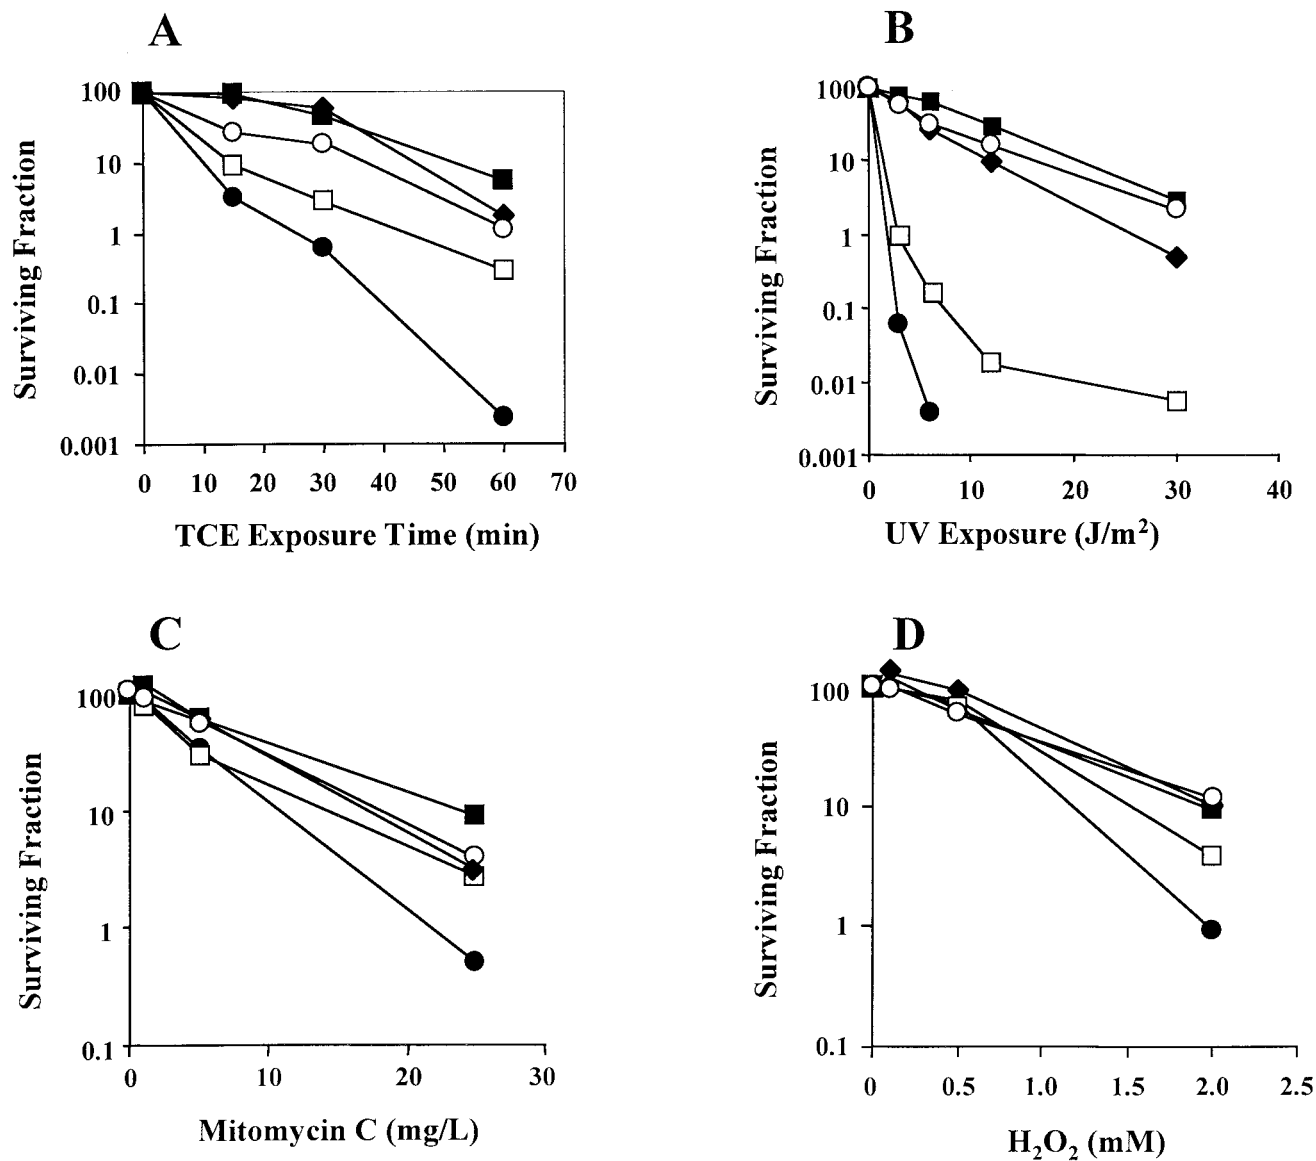 A
Surviving Fraction
100
10
1
0.1
0.01
0.001
0 10 20 30 40 50 60 70
TCE Exposure Time (min)
B
Surviving Fraction
100
10
1
0.1
0.01
0.001
0 10 20 30 40
UV Exposure (J/m²)
C
Surviving Fraction
100
10
1
0.1
0 10 20 30
Mitomycin C (mg/L)
D
Surviving Fraction
100
10
1
0.1
0 0.5 1.0 1.5 2.0 2.5
H₂O₂ (mM)